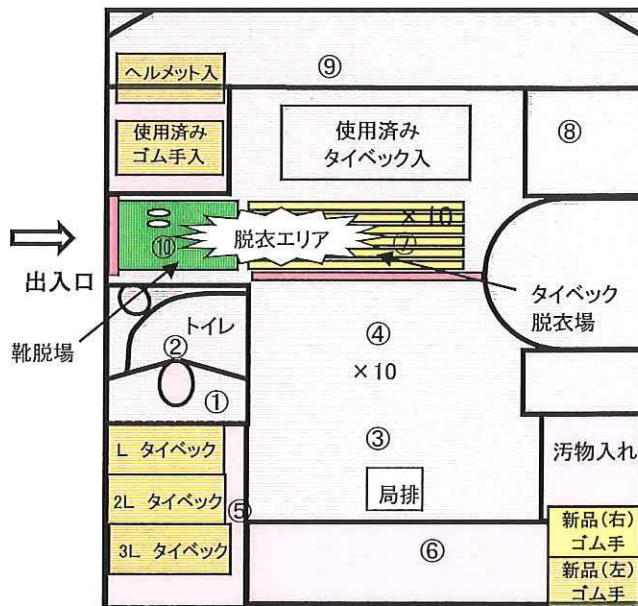 ⑨
ヘルメット入
使用済み
ゴム手入
使用済み
タイベック入
⑧
×10
⑩
脱衣エリア
⑦
出入口
靴脱場
トイレ
②
①
④
×10
タイベック
脱衣場
③
局排
汚物入れ
L タイベック
2L タイベック
⑤
3L タイベック
⑥
新品(右)
ゴム手
新品(左)
ゴム手